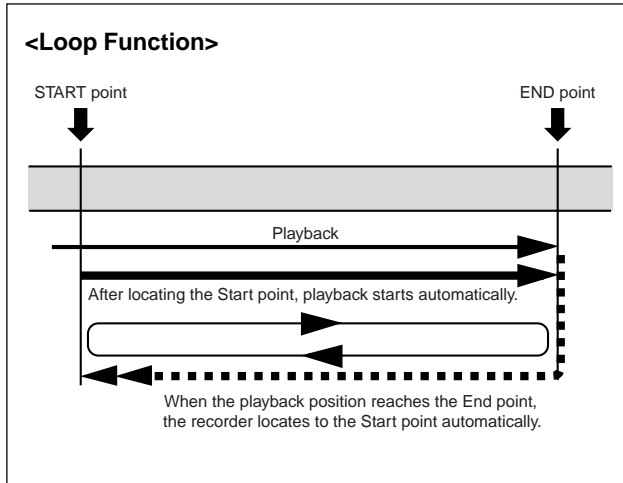 <Loop Function>
START point
END point
Playback
After locating the Start point, playback starts automatically.
When the playback position reaches the End point,
the recorder locates to the Start point automatically.